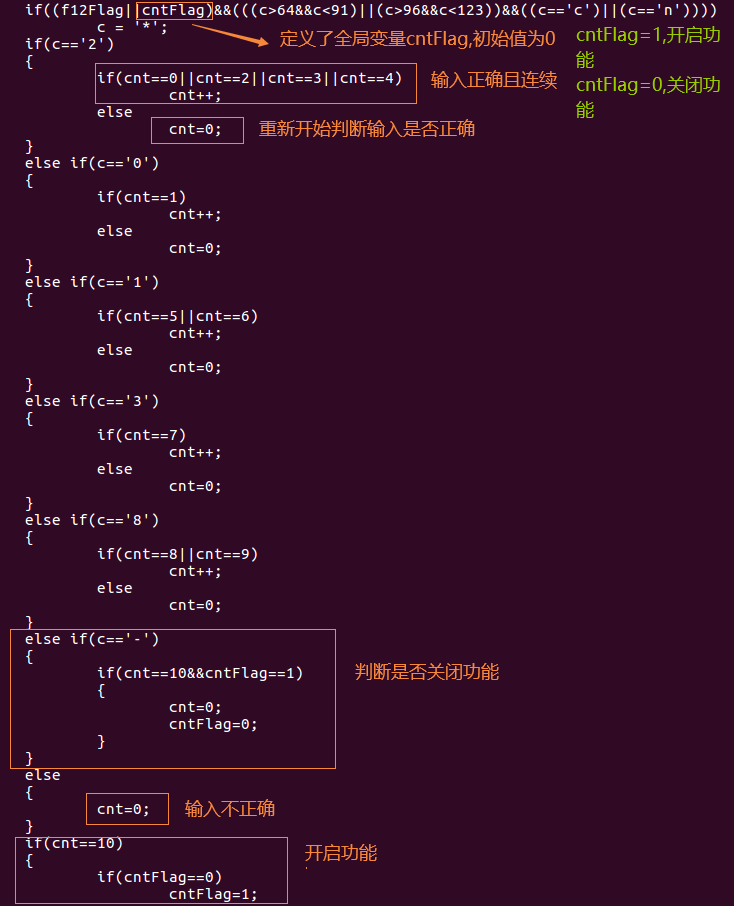 if((f12Flag||cntFlag)&&(((c>64&&c<91)||(c>96&&c<123))&&((c=='c')||(c=='n'))))
c = '*';
定义了全局变量cntFlag,初始值为0
cntFlag=1,开启功
能
cntFlag=0,关闭功
能
if(c=='2')
{
if(cnt==0||cnt==2||cnt==3||cnt==4)
输入正确且连续
cnt++;
else
cnt=0;
重新开始判断输入是否正确
}
else if(c=='0')
{
if(cnt==1)
cnt++;
else
cnt=0;
}
else if(c=='1')
{
if(cnt==5||cnt==6)
cnt++;
else
cnt=0;
}
else if(c=='3')
{
if(cnt==7)
cnt++;
else
cnt=0;
}
else if(c=='8')
{
if(cnt==8||cnt==9)
cnt++;
else
cnt=0;
}
else if(c=='-')
{
if(cnt==10&&cntFlag==1)
判断是否关闭功能
{
cnt=0;
cntFlag=0;
}
}
else
{
cnt=0;
输入不正确
}
if(cnt==10)
开启功能
{
if(cntFlag==0)
cntFlag=1;